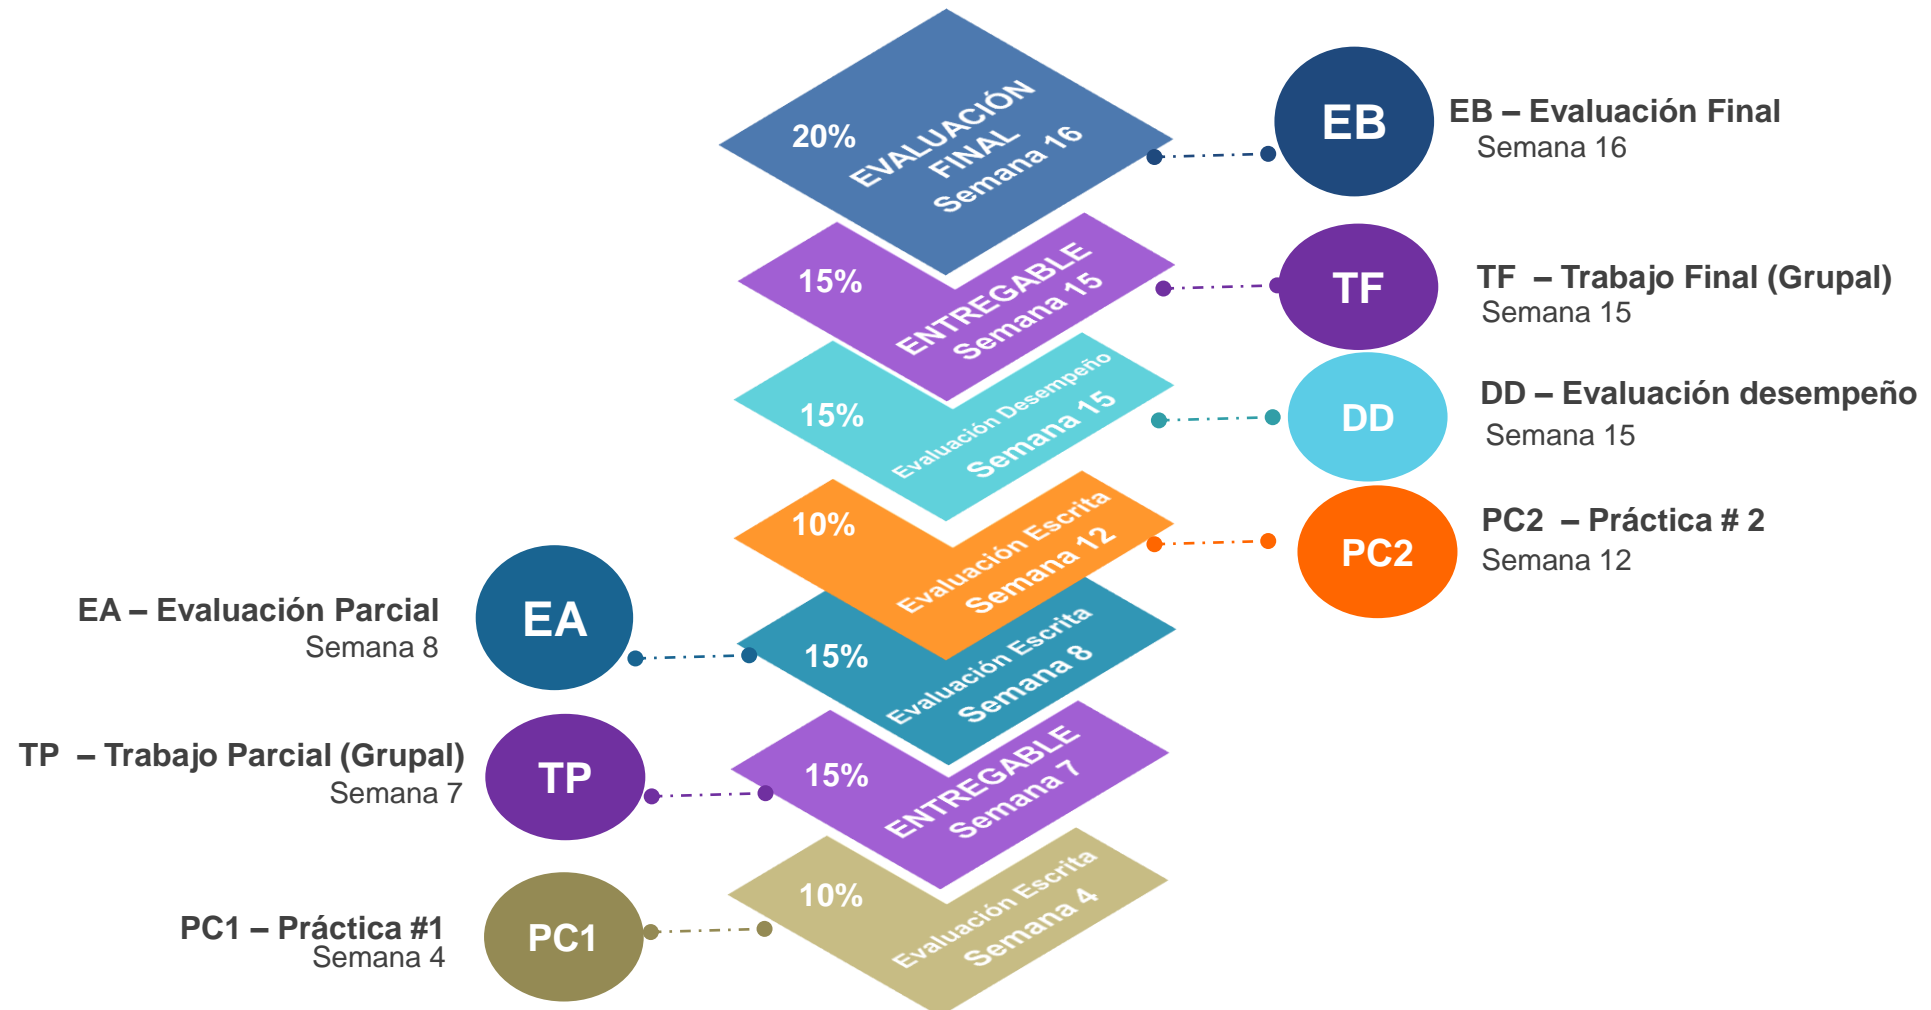 20%
EVALUACIÓN
FINAL
Semana 16
EB
EB – Evaluación Final
Semana 16
15%
ENTREGABLE
Semana 15
TF
TF – Trabajo Final (Grupal)
Semana 15
15%
Evaluación Desempeño
Semana 15
DD
DD – Evaluación desempeño
Semana 15
10%
Evaluación Escrita
Semana 12
PC2
PC2 – Práctica # 2
Semana 12
EA – Evaluación Parcial
Semana 8
EA
15%
Evaluación Escrita
Semana 8
TP – Trabajo Parcial (Grupal)
Semana 7
TP
15%
ENTREGABLE
Semana 7
PC1 – Práctica #1
Semana 4
PC1
10%
Evaluación Escrita
Semana 4